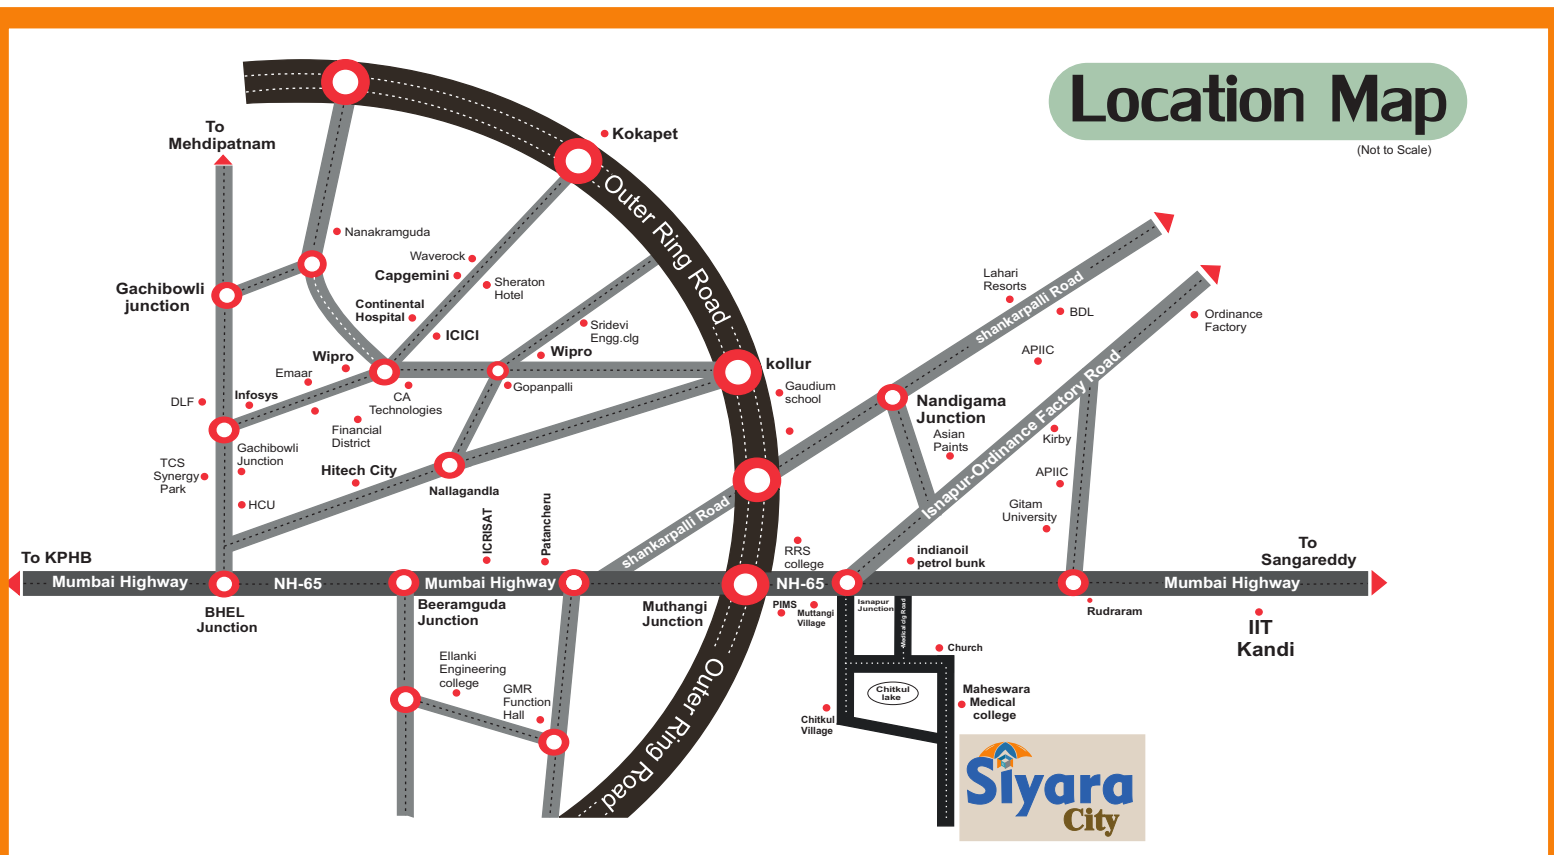 Location Map
(Not to Scale)
To
Mehdipatnam
Kokapet
Outer Ring Road
Nanakramguda
Waverock
Capgemini
Sheraton
Hotel
Gachibowli
junction
Continental
Hospital
ICICI
Sridevi
Engg.clg
Wipro
Wipro
Emaar
Infosys
DLF
CA
Technologies
Gopanpalli
Financial
District
kollur
Gaudium
school
Lahari
Resorts
shankarpalli Road
BDL
Ordinance
Factory
APIIC
Isnapur-Ordinance Factory Road
Nandigama
Junction
Asian
Paints
Kirby
APIIC
Gitam
University
Gachibowli
Junction
TCS
Synergy
Park
HCU
Hitech City
Nallagandla
ICRISAT
Patancheru
shankarpalli Road
RRS
college
indianoil
petrol bunk
To
Sangareddy
To KPHB
Mumbai Highway
NH-65
Mumbai Highway
NH-65
Mumbai Highway
BHEL
Junction
Beeramguda
Junction
Muthangi
Junction
PIMS
Muttangi
Village
Isnapur
Junction
Medical clg Road
Rudraram
IIT
Kandi
Church
Ellanki
Engineering
college
GMR
Function
Hall
Outer Ring Road
Chitkul
lake
Chitkul
Village
Maheswara
Medical
college
Siyara
City